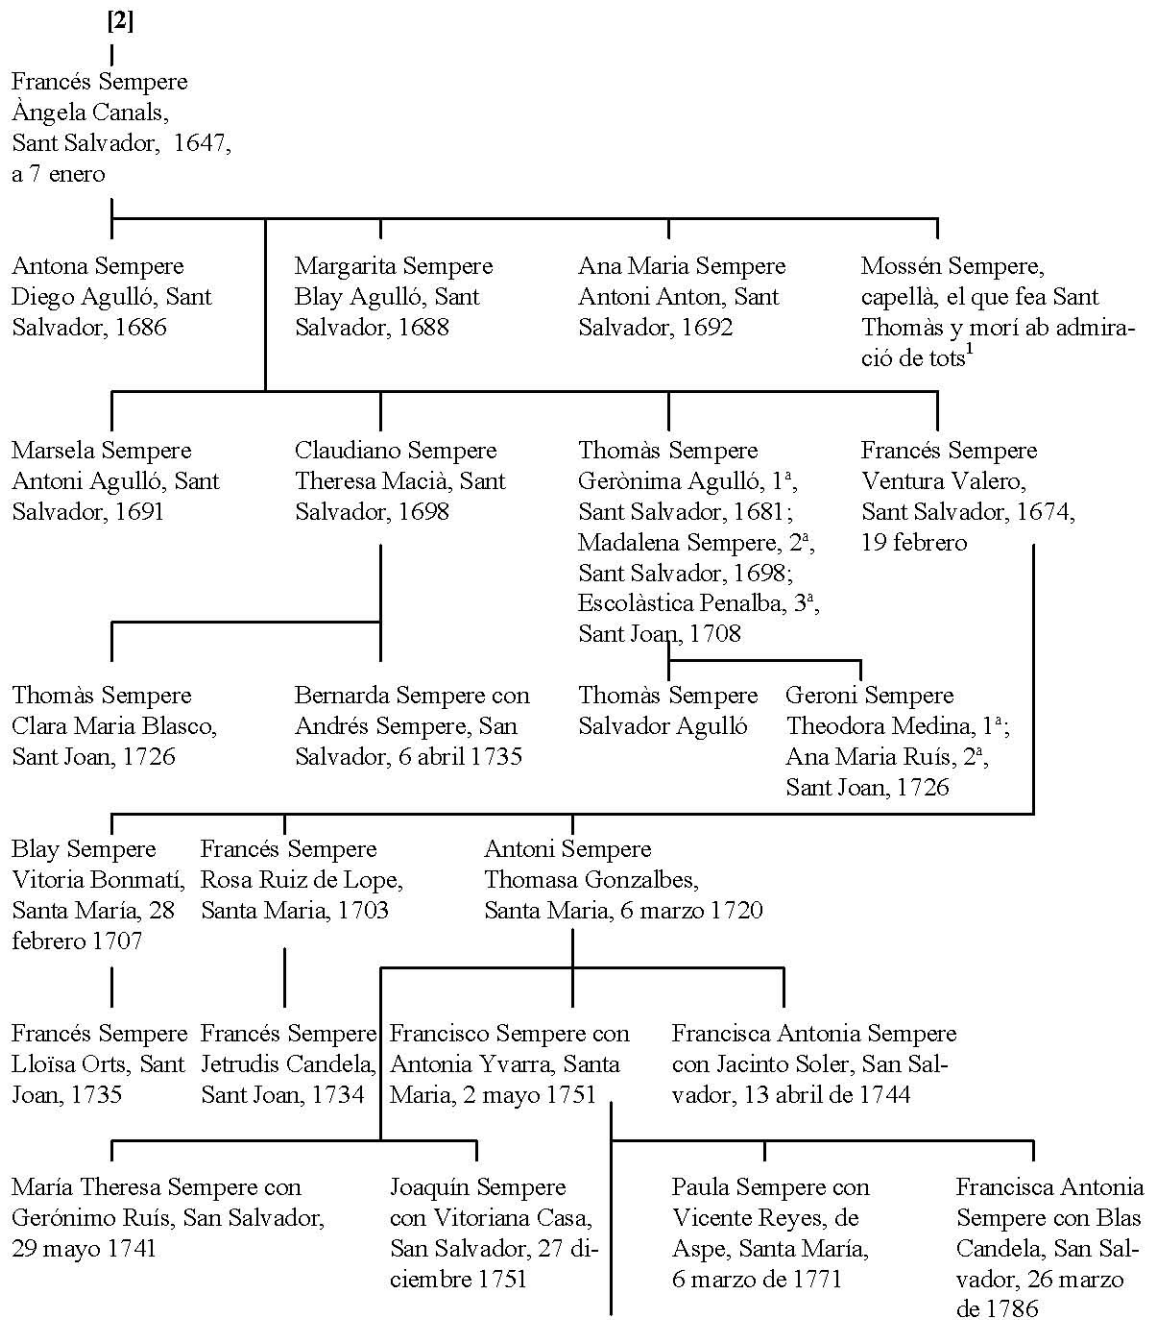 [2]
Francés Sempere
Àngela Canals,
Sant Salvador, 1647,
a 7 enero
Antona Sempere
Diego Agulló, Sant
Salvador, 1686
Margarita Sempere
Blay Agulló, Sant
Salvador, 1688
Ana Maria Sempere
Antoni Anton, Sant
Salvador, 1692
Mossén Sempere,
capellà, el que fea Sant
Thomàs y morí ab admira-
ció de tots¹
Marsela Sempere
Antoni Agulló, Sant
Salvador, 1691
Claudiano Sempere
Theresa Macià, Sant
Salvador, 1698
Thomàs Sempere
Gerònima Agulló, 1ª,
Sant Salvador, 1681;
Madalena Sempere, 2ª,
Sant Salvador, 1698;
Escolàstica Penalba, 3ª,
Sant Joan, 1708
Francés Sempere
Ventura Valero,
Sant Salvador, 1674,
19 febrero
Thomàs Sempere
Clara Maria Blasco,
Sant Joan, 1726
Bernarda Sempere con
Andrés Sempere, San
Salvador, 6 abril 1735
Thomàs Sempere
Salvador Agulló
Geroni Sempere
Theodora Medina, 1ª;
Ana Maria Ruís, 2ª,
Sant Joan, 1726
Blay Sempere
Vitoria Bonmatí,
Santa María, 28
febrero 1707
Francés Sempere
Rosa Ruiz de Lope,
Santa Maria, 1703
Antoni Sempere
Thomasa Gonzalbes,
Santa Maria, 6 marzo 1720
Francés Sempere
Lloïsa Orts, Sant
Joan, 1735
Francés Sempere
Jetrudis Candela,
Sant Joan, 1734
Francisco Sempere con
Antonia Yvarra, Santa
Maria, 2 mayo 1751
Francisca Antonia Sempere
con Jacinto Soler, San Sal-
vador, 13 abril de 1744
María Theresa Sempere con
Gerónimo Ruís, San Salvador,
29 mayo 1741
Joaquín Sempere
con Vitoriana Casa,
San Salvador, 27 di-
ciembre 1751
Paula Sempere con
Vicente Reyes, de
Aspe, Santa María,
6 marzo de 1771
Francisca Antonia
Sempere con Blas
Candela, San Sal-
vador, 26 marzo
de 1786